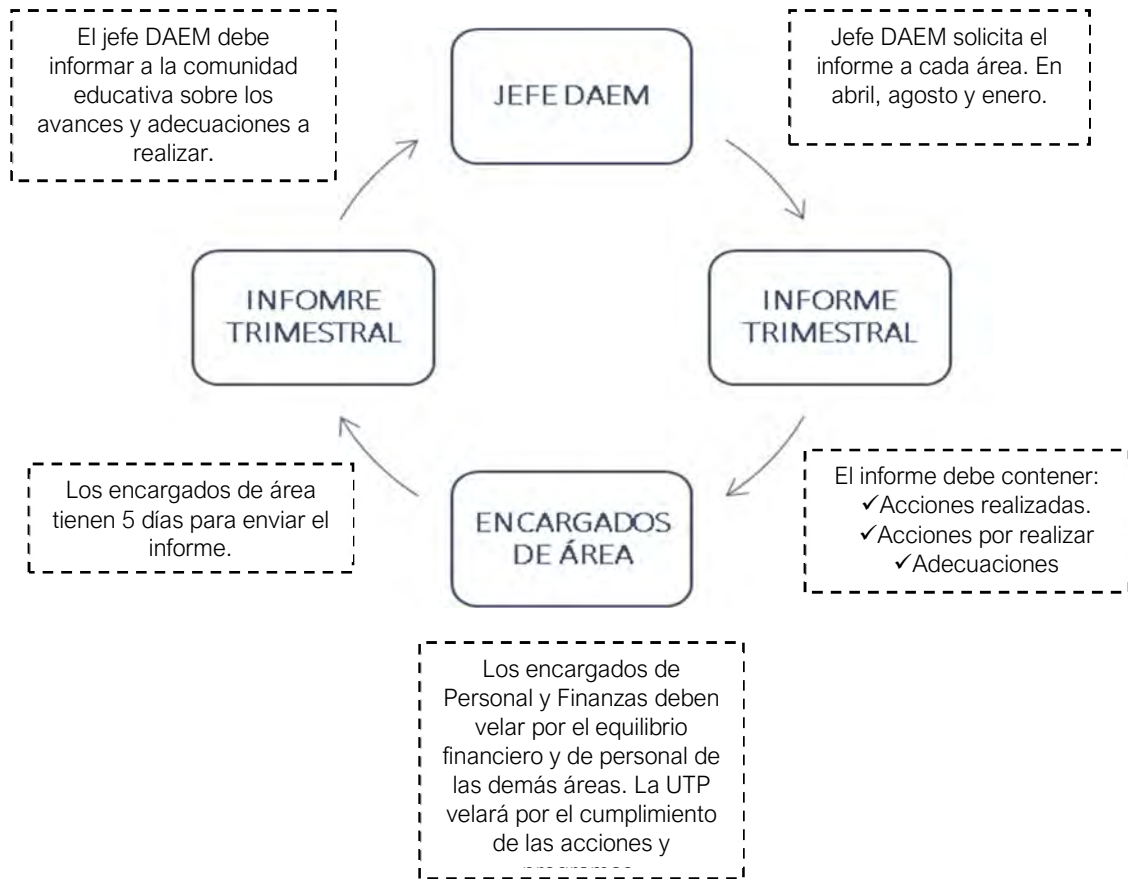 El jefe DAEM debe
informar a la comunidad
educativa sobre los
avances y adecuaciones a
realizar.
JEFE DAEM
Jefe DAEM solicita el
informe a cada área. En
abril, agosto y enero.
INFOMRE
TRIMESTRAL
INFORME
TRIMESTRAL
Los encargados de área
tienen 5 días para enviar el
informe.
ENCARGADOS
DE ÁREA
El informe debe contener:
✓Acciones realizadas.
✓Acciones por realizar
✓Adecuaciones
Los encargados de
Personal y Finanzas deben
velar por el equilibrio
financiero y de personal de
las demás áreas. La UTP
velará por el cumplimiento
de las acciones y